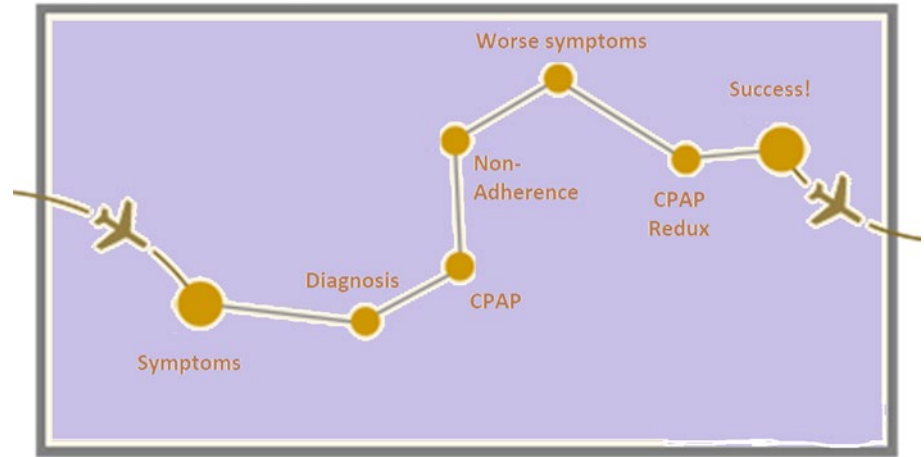 Worse symptoms
Success!
Non-
Adherence
CPAP
Redux
Diagnosis
CPAP
Symptoms